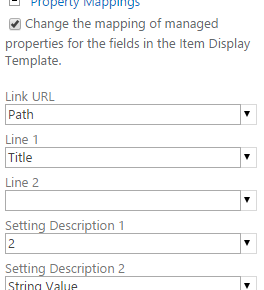 Property Mappings
Change the mapping of managed
properties for the fields in the Item Display
Template.
Link URL
Path
Line 1
Title
Line 2
Setting Description 1
2
Setting Description 2
String Value